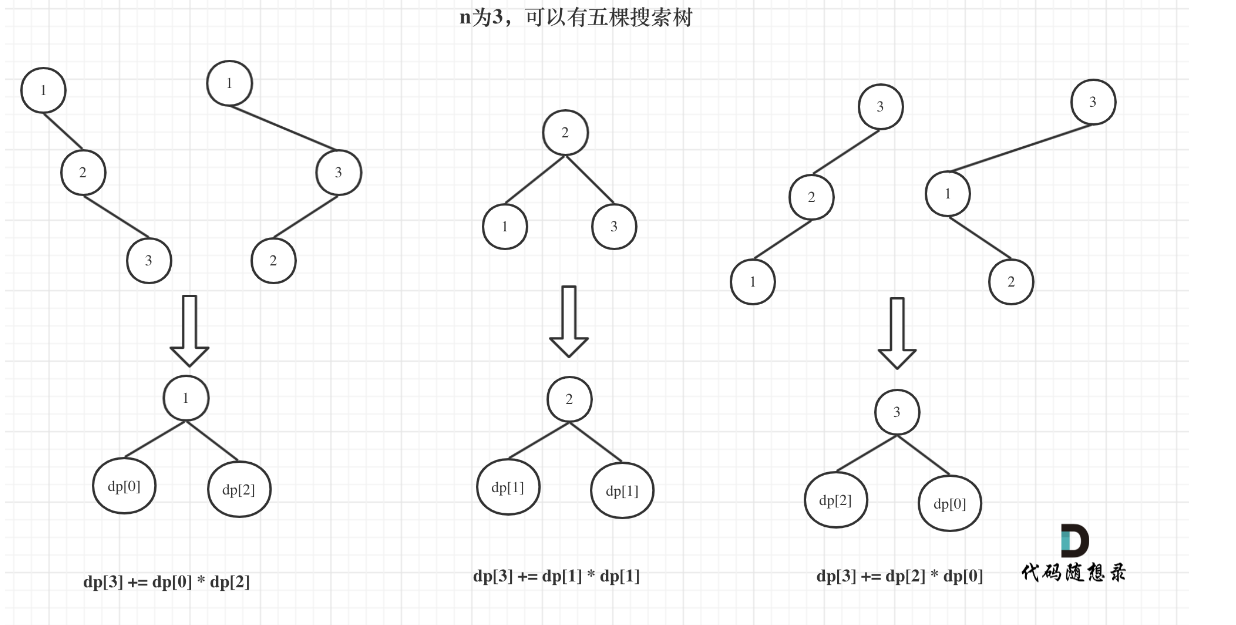 n为3，可以有五棵搜索树
1
2
3
1
3
2
2
1
3
3
2
1
3
1
2
1
dp[0]
dp[2]
dp[3] += dp[0] * dp[2]
2
dp[1]
dp[1]
dp[3] += dp[1] * dp[1]
3
dp[2]
dp[0]
dp[3] += dp[2] * dp[0]
代码随想录